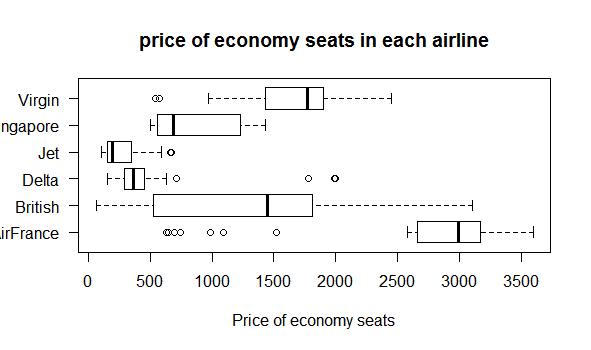 price of economy seats in each airline
Virgin
ngapore
Jet
Delta
British
irFrance
0 500 1000 1500 2000 2500 3000 3500
Price of economy seats